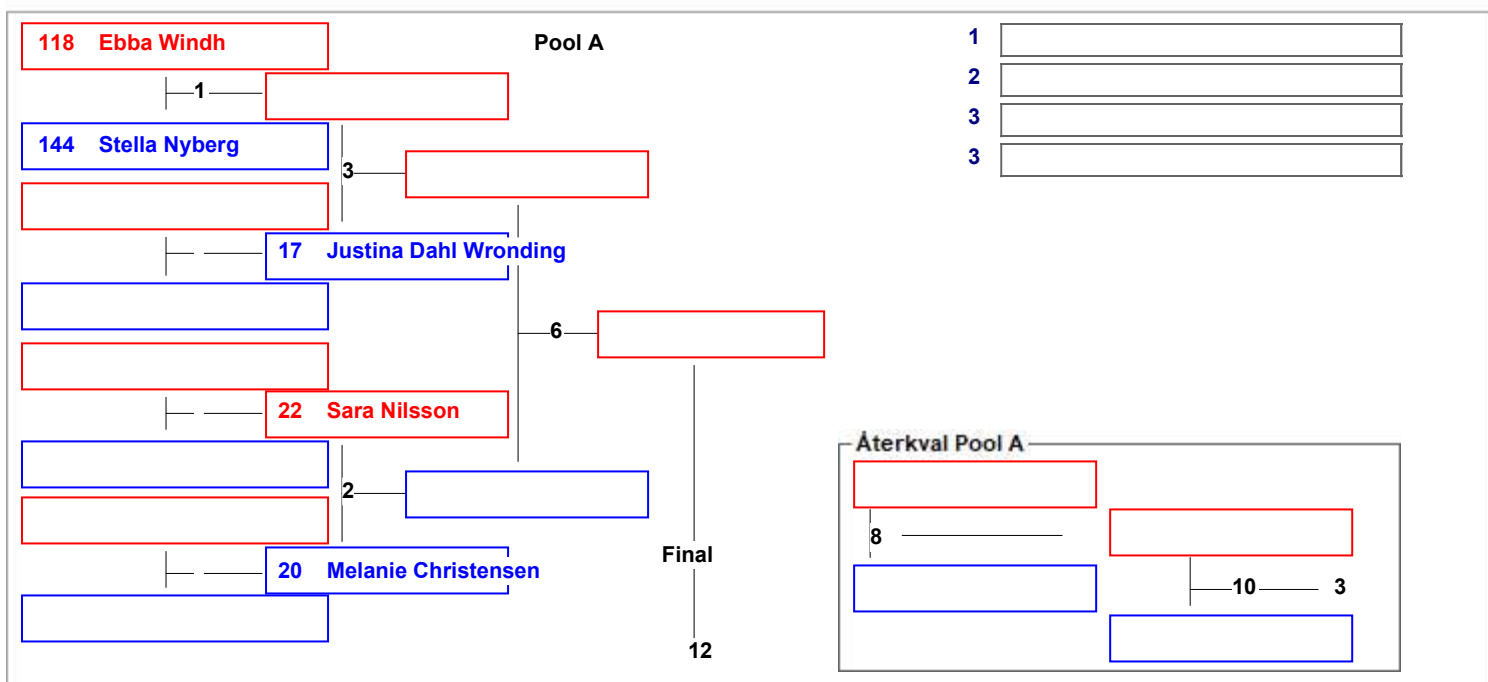 118 Ebba Windh
Pool A
1
1
2
144 Stella Nyberg
3
3
3
17 Justina Dahl Wronding
6
22 Sara Nilsson
Återkval Pool A
2
8
Final
20 Melanie Christensen
10 3
12